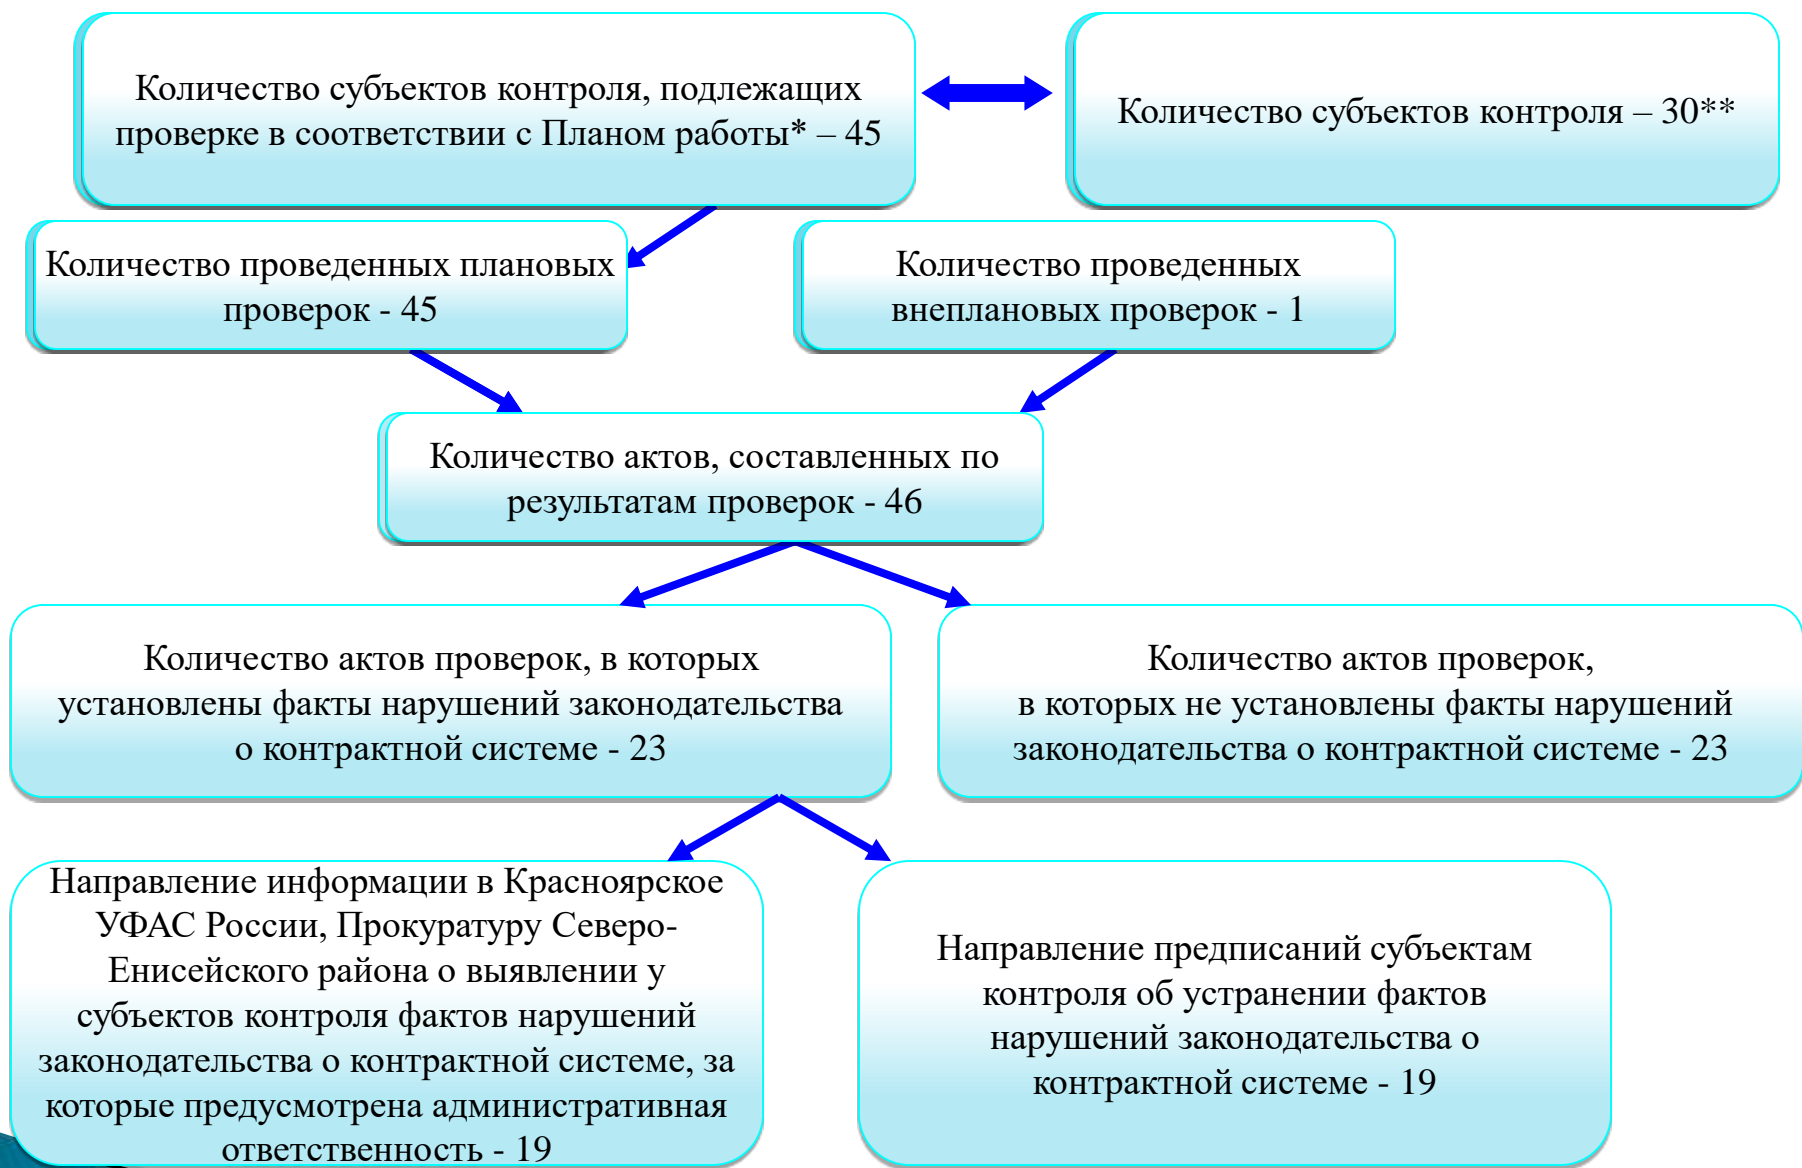 Количество субъектов контроля, подлежащих
проверке в соответствии с Планом работы* – 45
Количество субъектов контроля – 30**
Количество проведенных плановых
проверок - 45
Количество проведенных
внеплановых проверок - 1
Количество актов, составленных по
результатам проверок - 46
Количество актов проверок, в которых
установлены факты нарушений законодательства
о контрактной системе - 23
Количество актов проверок,
в которых не установлены факты нарушений
законодательства о контрактной системе - 23
Направление информации в Красноярское
УФАС России, Прокуратуру Северо-
Енисейского района о выявлении у
субъектов контроля фактов нарушений
законодательства о контрактной системе, за
которые предусмотрена административная
ответственность - 19
Направление предписаний субъектам
контроля об устранении фактов
нарушений законодательства о
контрактной системе - 19